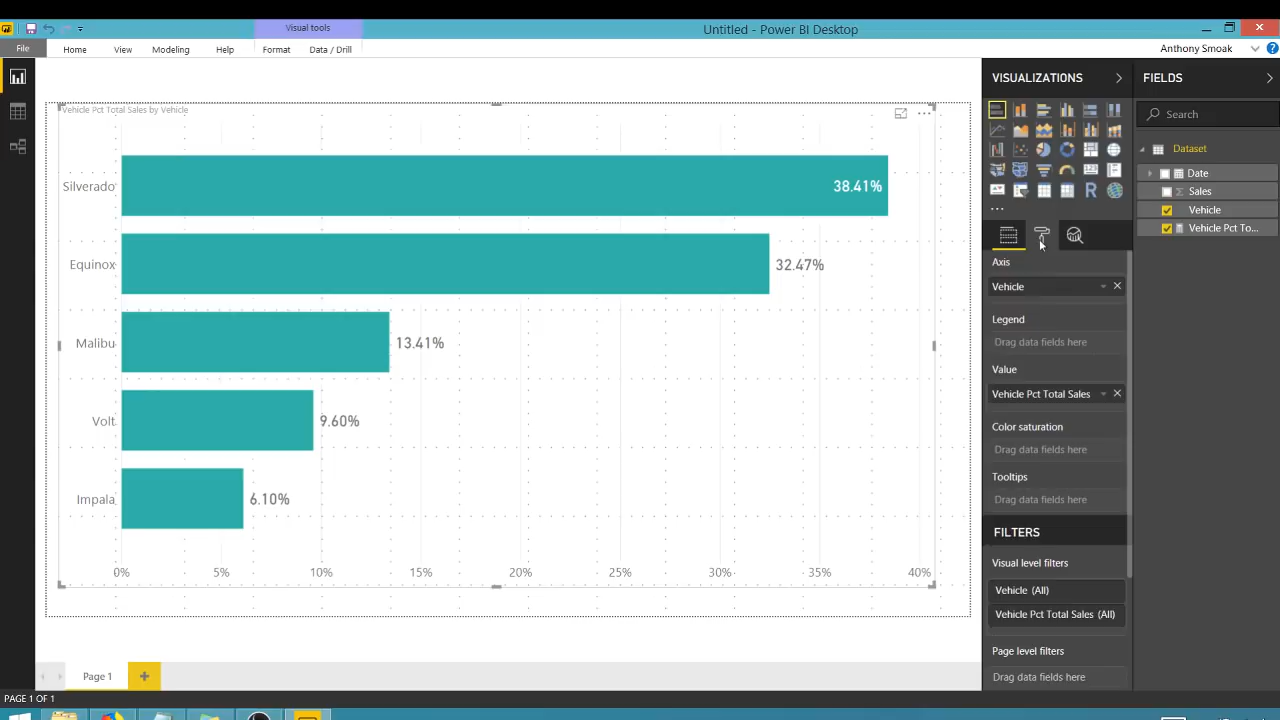 Visual tools
Untitled - Power BI Desktop
File
Home
View
Modeling
Help
Format
Data / Drill
Anthony Smoak
?
Vehicle Pct Total Sales by Vehicle
Silverado
38.41%
Equinox
32.47%
Malibu
13.41%
Volt
9.60%
Impala
6.10%
0%
5%
10%
15%
20%
25%
30%
35%
40%
Page 1
PAGE 1 OF 1
VISUALIZATIONS
R
Axis
Vehicle
Legend
Drag data fields here
Value
Vehicle Pct Total Sales
Color saturation
Drag data fields here
Tooltips
Drag data fields here
FILTERS
Visual level filters
Vehicle (All)
Vehicle Pct Total Sales (All)
Page level filters
Drag data fields here
FIELDS
Search
Dataset
Date
Sales
Vehicle
Vehicle Pct To...